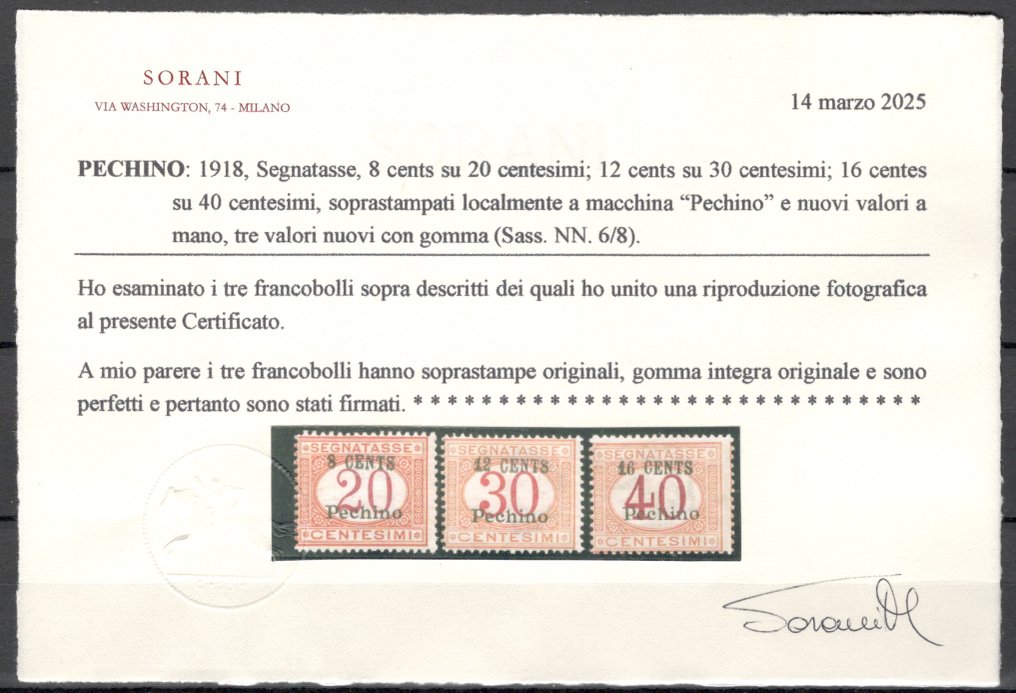 SORANI
VIA WASHINGTON, 74 - MILANO
14 marzo 2025
PECHINO: 1918, Segnatasse, 8 cents su 20 centesimi; 12 cents su 30 centesimi; 16 centes
su 40 centesimi, soprastampati localmente a macchina “Pechino” e nuovi valori a
mano, tre valori nuovi con gomma (Sass. NN. 6/8).
Ho esaminato i tre francobolli sopra descritti dei quali ho unito una riproduzione fotografica
al presente Certificato.
A mio parere i tre francobolli hanno soprastampe originali, gomma integra originale e sono
perfetti e pertanto sono stati firmati. * * * * * * * * * * * * * * * * * * * * * * * * * * * * * * *
SEGNATASSE
8 CENTS
20
Pechino
CENTESIMI
SEGNATASSE
12 CENTS
30
Pechino
CENTESIMI
SEGNATASSE
16 CENTS
40
Pechino
CENTESIMI
Sorani M